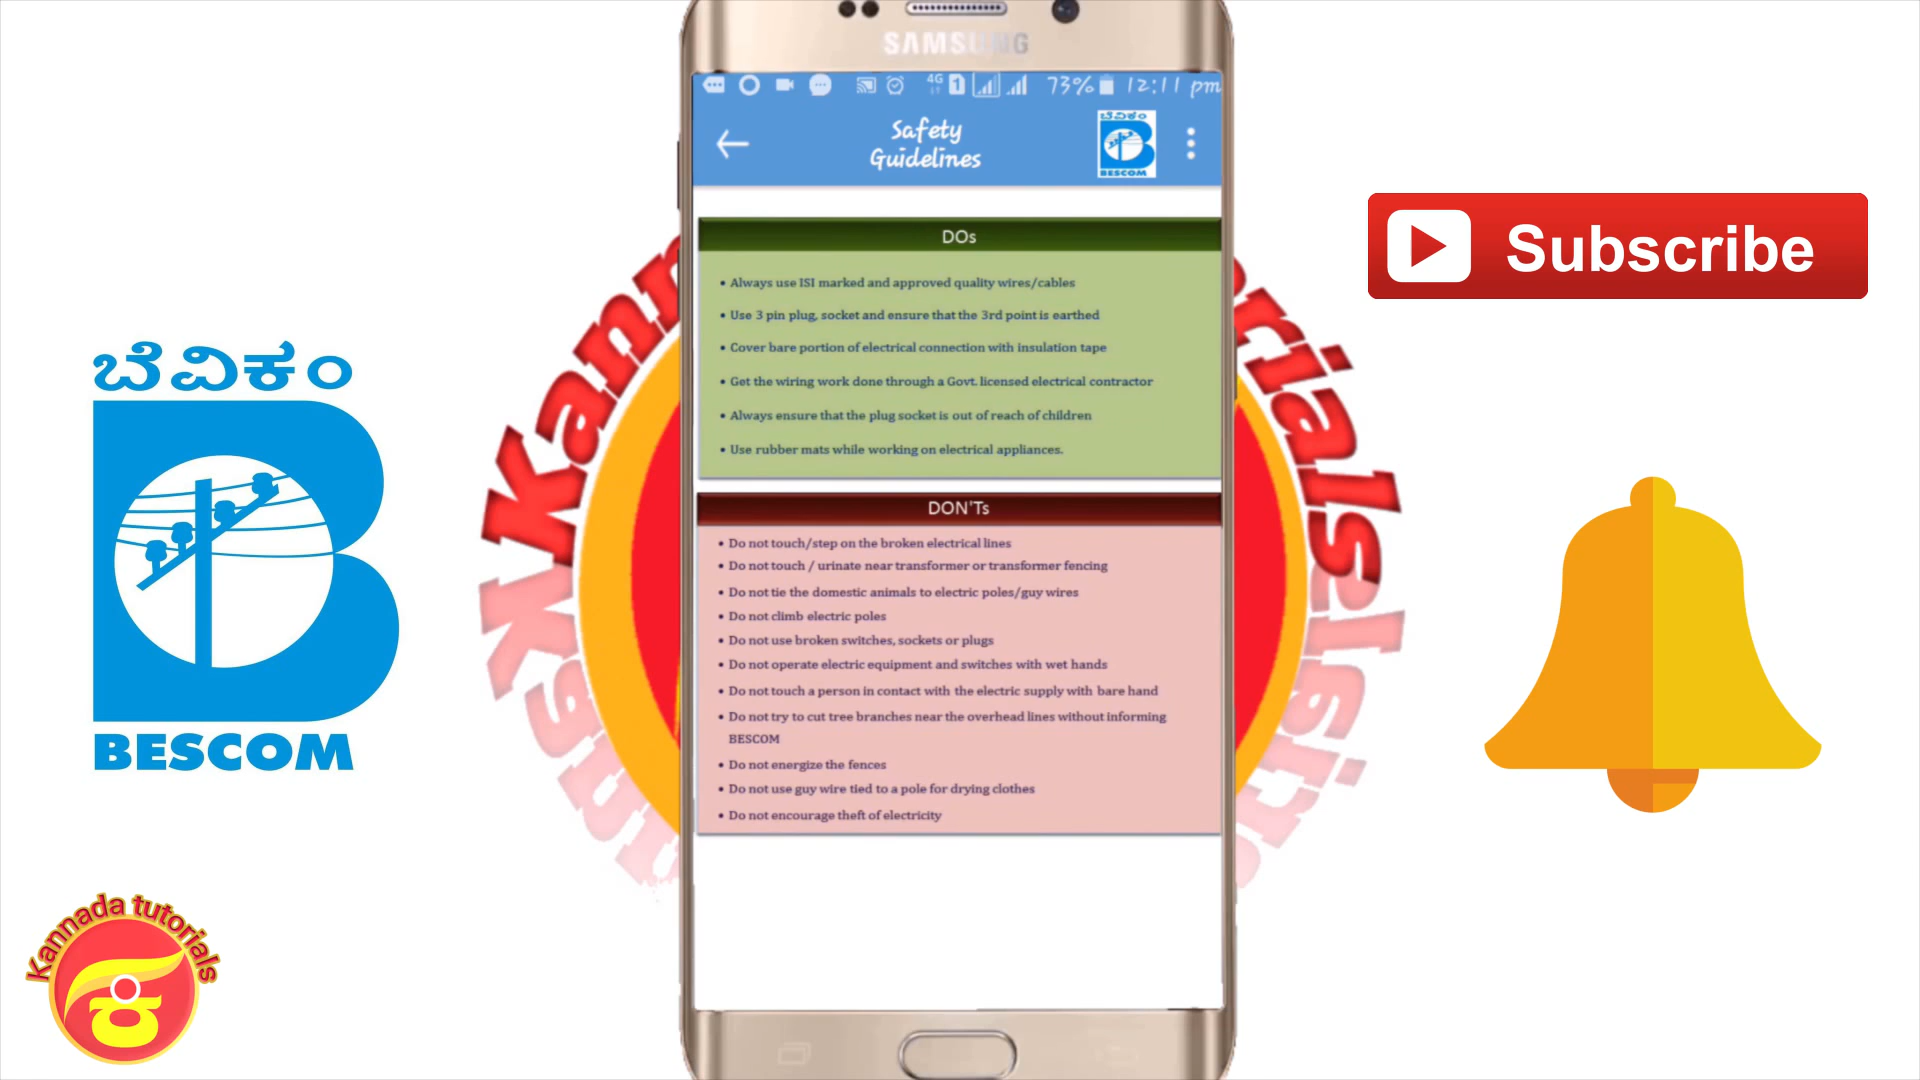 SAMSUNG
4G
1
73%
12:11 pm
Safety
Guidelines
ಬೆವಿಕಂ
BESCOM
DOs
• Always use ISI marked and approved quality wires/cables
• Use 3 pin plug, socket and ensure that the 3rd point is earthed
• Cover bare portion of electrical connection with insulation tape
• Get the wiring work done through a Govt. licensed electrical contractor
• Always ensure that the plug socket is out of reach of children
• Use rubber mats while working on electrical appliances.
DON'Ts
• Do not touch/step on the broken electrical lines
• Do not touch / urinate near transformer or transformer fencing
• Do not tie the domestic animals to electric poles/guy wires
• Do not climb electric poles
• Do not use broken switches, sockets or plugs
• Do not operate electric equipment and switches with wet hands
• Do not touch a person in contact with the electric supply with bare hand
• Do not try to cut tree branches near the overhead lines without informing
BESCOM
• Do not energize the fences
• Do not use guy wire tied to a pole for drying clothes
• Do not encourage theft of electricity
Subscribe
ಬೆವಿಕಂ
BESCOM
Kannada tutorials
ಕ